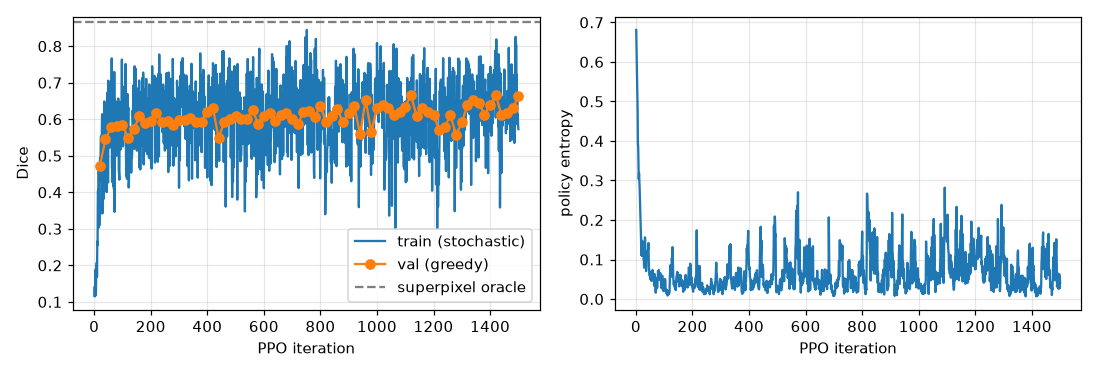 Dice
0.8
0.7
0.6
0.5
0.4
0.3
0.2
0.1
train (stochastic)
val (greedy)
superpixel oracle
0 200 400 600 800 1000 1200 1400
PPO iteration
policy entropy
0.7
0.6
0.5
0.4
0.3
0.2
0.1
0.0
0 200 400 600 800 1000 1200 1400
PPO iteration